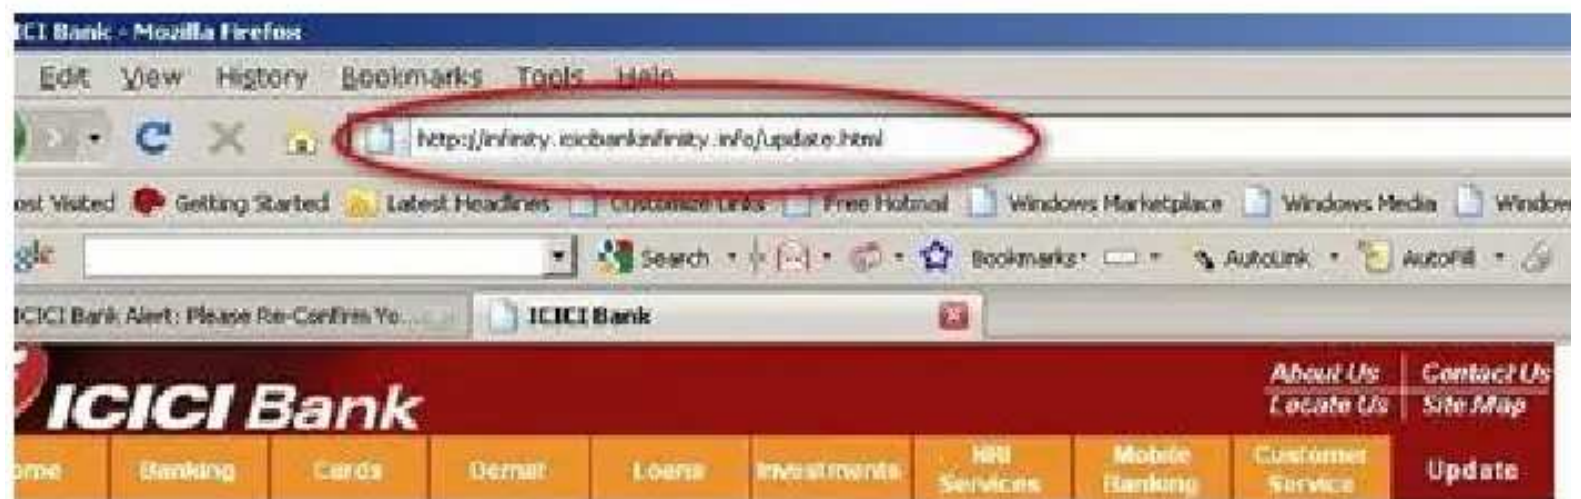 ICI Bank - Mozilla Firefox
Edit View History Bookmarks Tools Help
http://infinity.icicibankinfinity.info/update.html
ost Visited Getting Started Latest Headlines Customize Links Free Hotmail Windows Marketplace Windows Media Window
gle Search Bookmarks AutoLink AutoFill
ICICI Bank Alert: Please Re-Confirm Yo... ICICI Bank
ICICI Bank
About Us Contact Us
Locate Us Site Map
ome Banking Cards Demat Loans Investments NRI Services Mobile Banking Customer Service Update